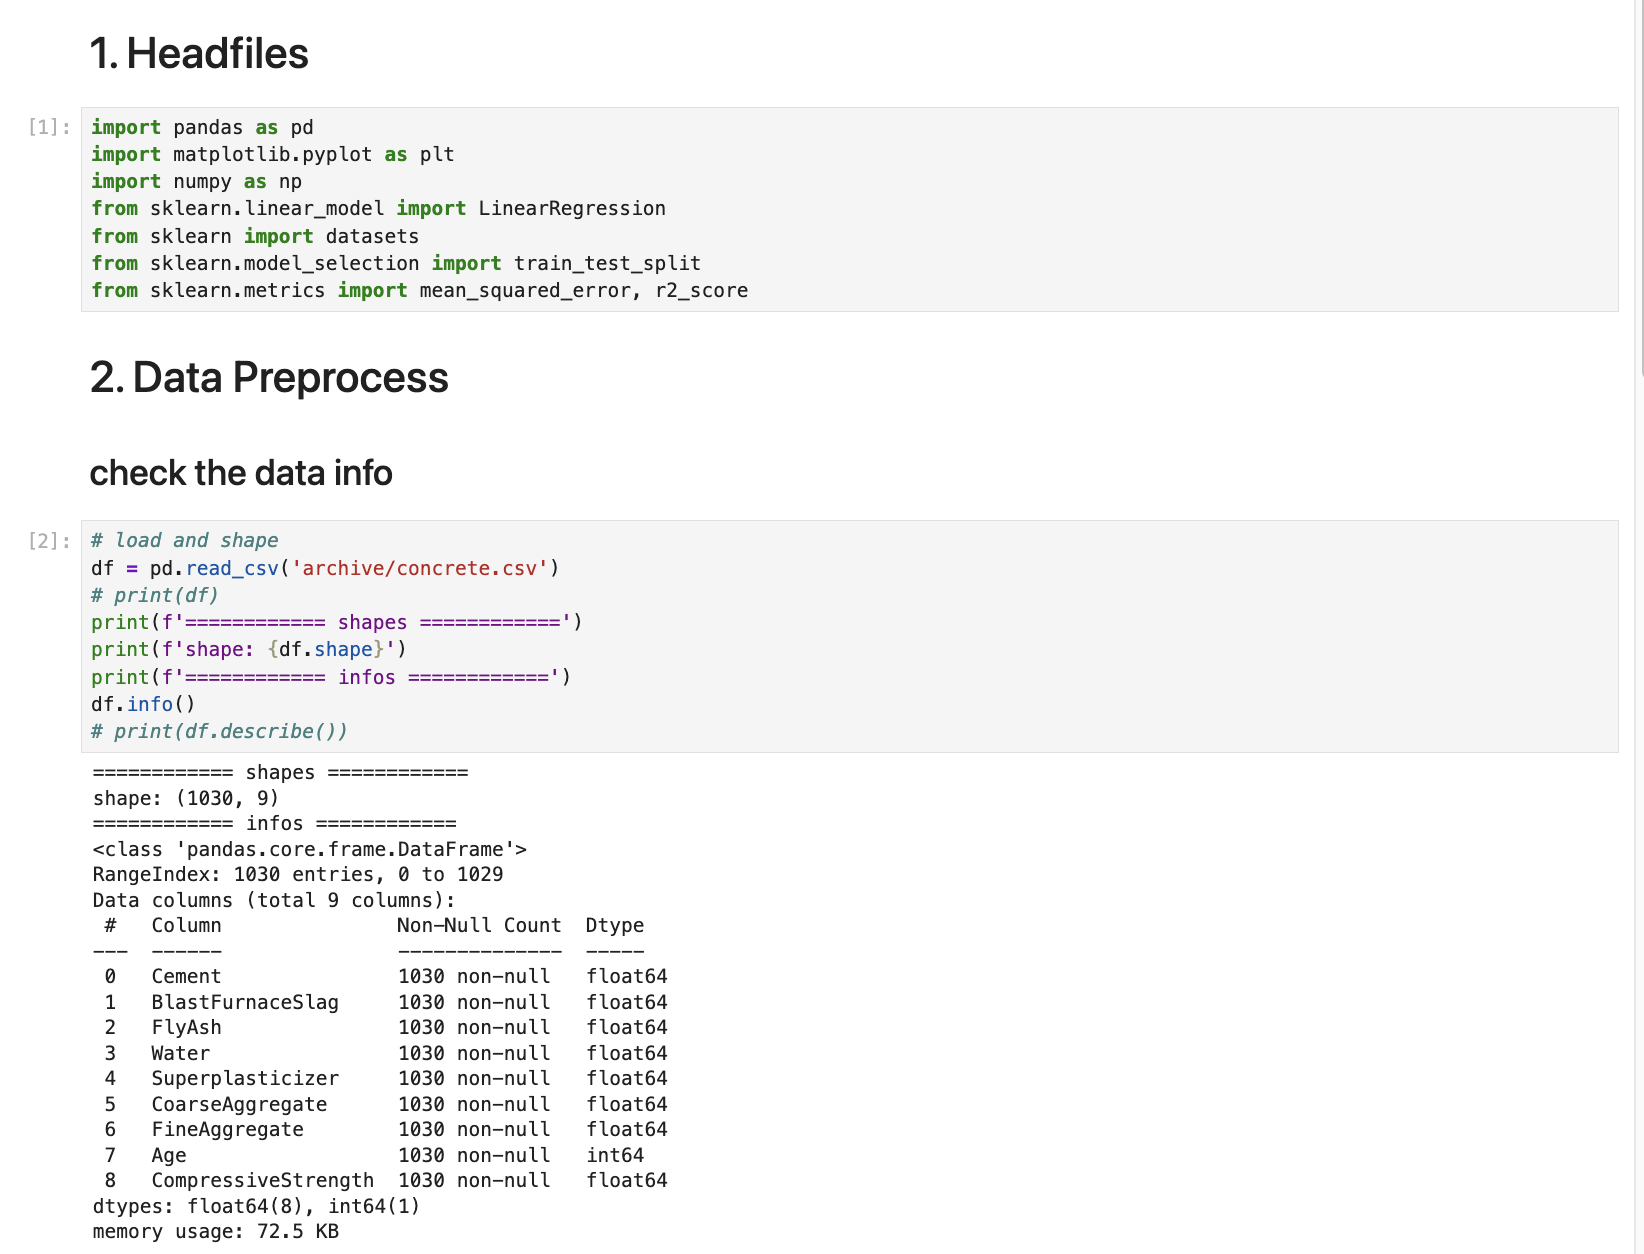 1. Headfiles
[1]:
import pandas as pd
import matplotlib.pyplot as plt
import numpy as np
from sklearn.linear_model import LinearRegression
from sklearn import datasets
from sklearn.model_selection import train_test_split
from sklearn.metrics import mean_squared_error, r2_score
2. Data Preprocess
check the data info
[2]:
# load and shape
df = pd.read_csv('archive/concrete.csv')
# print(df)
print(f'============ shapes ============')
print(f'shape: {df.shape}')
print(f'============ infos ============')
df.info()
# print(df.describe())
============ shapes ============
shape: (1030, 9)
============ infos ============
<class 'pandas.core.frame.DataFrame'>
RangeIndex: 1030 entries, 0 to 1029
Data columns (total 9 columns):
 #   Column               Non-Null Count  Dtype
---  ------               --------------  -----
 0   Cement               1030 non-null   float64
 1   BlastFurnaceSlag     1030 non-null   float64
 2   FlyAsh               1030 non-null   float64
 3   Water                1030 non-null   float64
 4   Superplasticizer     1030 non-null   float64
 5   CoarseAggregate      1030 non-null   float64
 6   FineAggregate        1030 non-null   float64
 7   Age                  1030 non-null   int64
 8   CompressiveStrength  1030 non-null   float64
dtypes: float64(8), int64(1)
memory usage: 72.5 KB